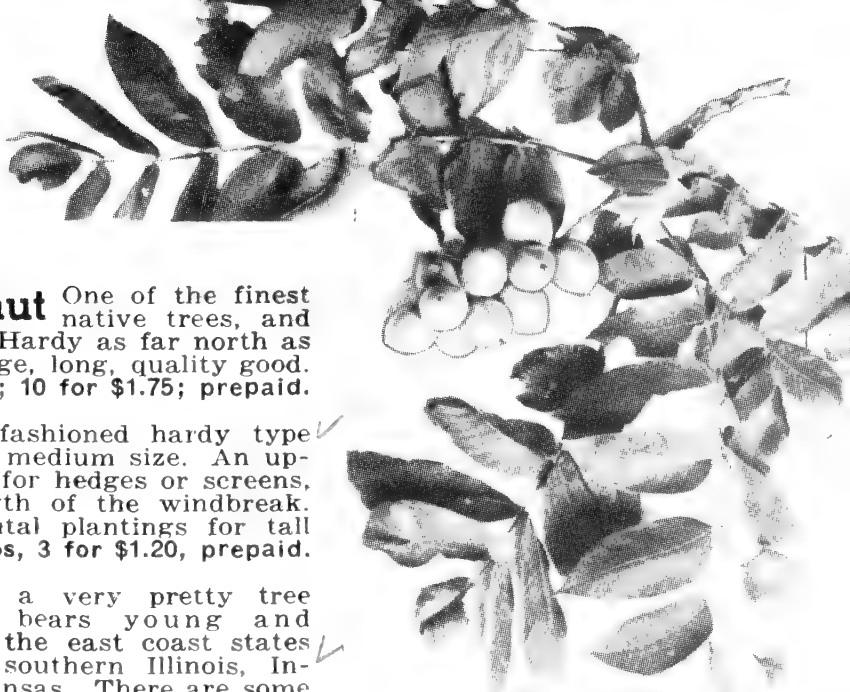 ut One of the finest
native trees, and
Hardy as far north as
ge, long, quality good.
; 10 for $1.75; prepaid.
fashioned hardy type
medium size. An up-
for hedges or screens,
th of the windbreak.
tal plantings for tall
s, 3 for $1.20, prepaid.
a very pretty tree
bears young and
the east coast states
southern Illinois, In-
nsas. There are some